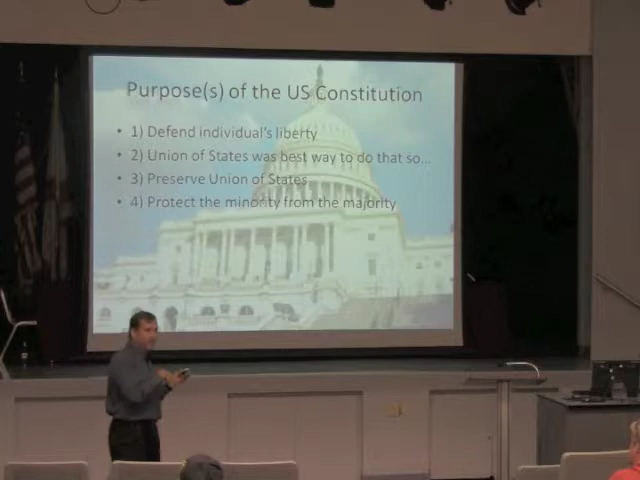 Purpose(s) of the US Constitution
• 1) Defend individual's liberty
• 2) Union of States was best way to do that so...
• 3) Preserve Union of States
• 4) Protect the minority from the majority